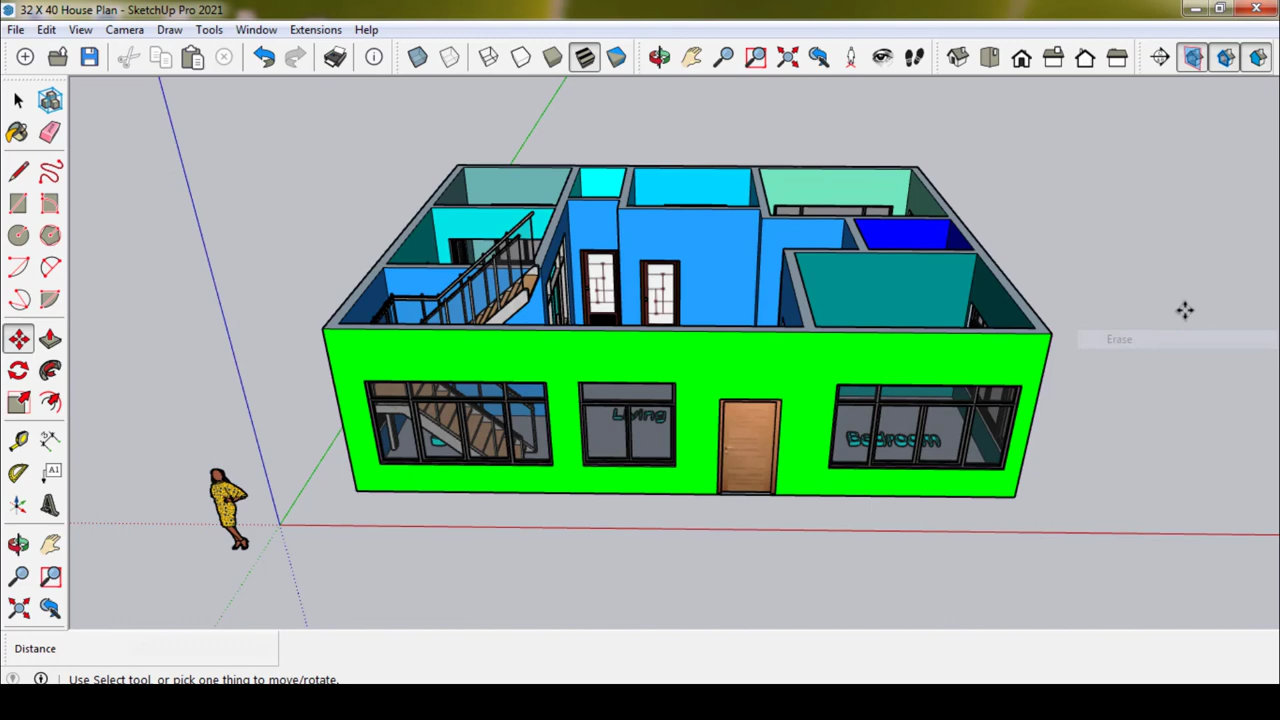 32 X 40 House Plan - SketchUp Pro 2021
File Edit View Camera Draw Tools Window Extensions Help
Erase
Living
Bedroom
A1
Distance
Use Select tool, or pick one thing to move/rotate.